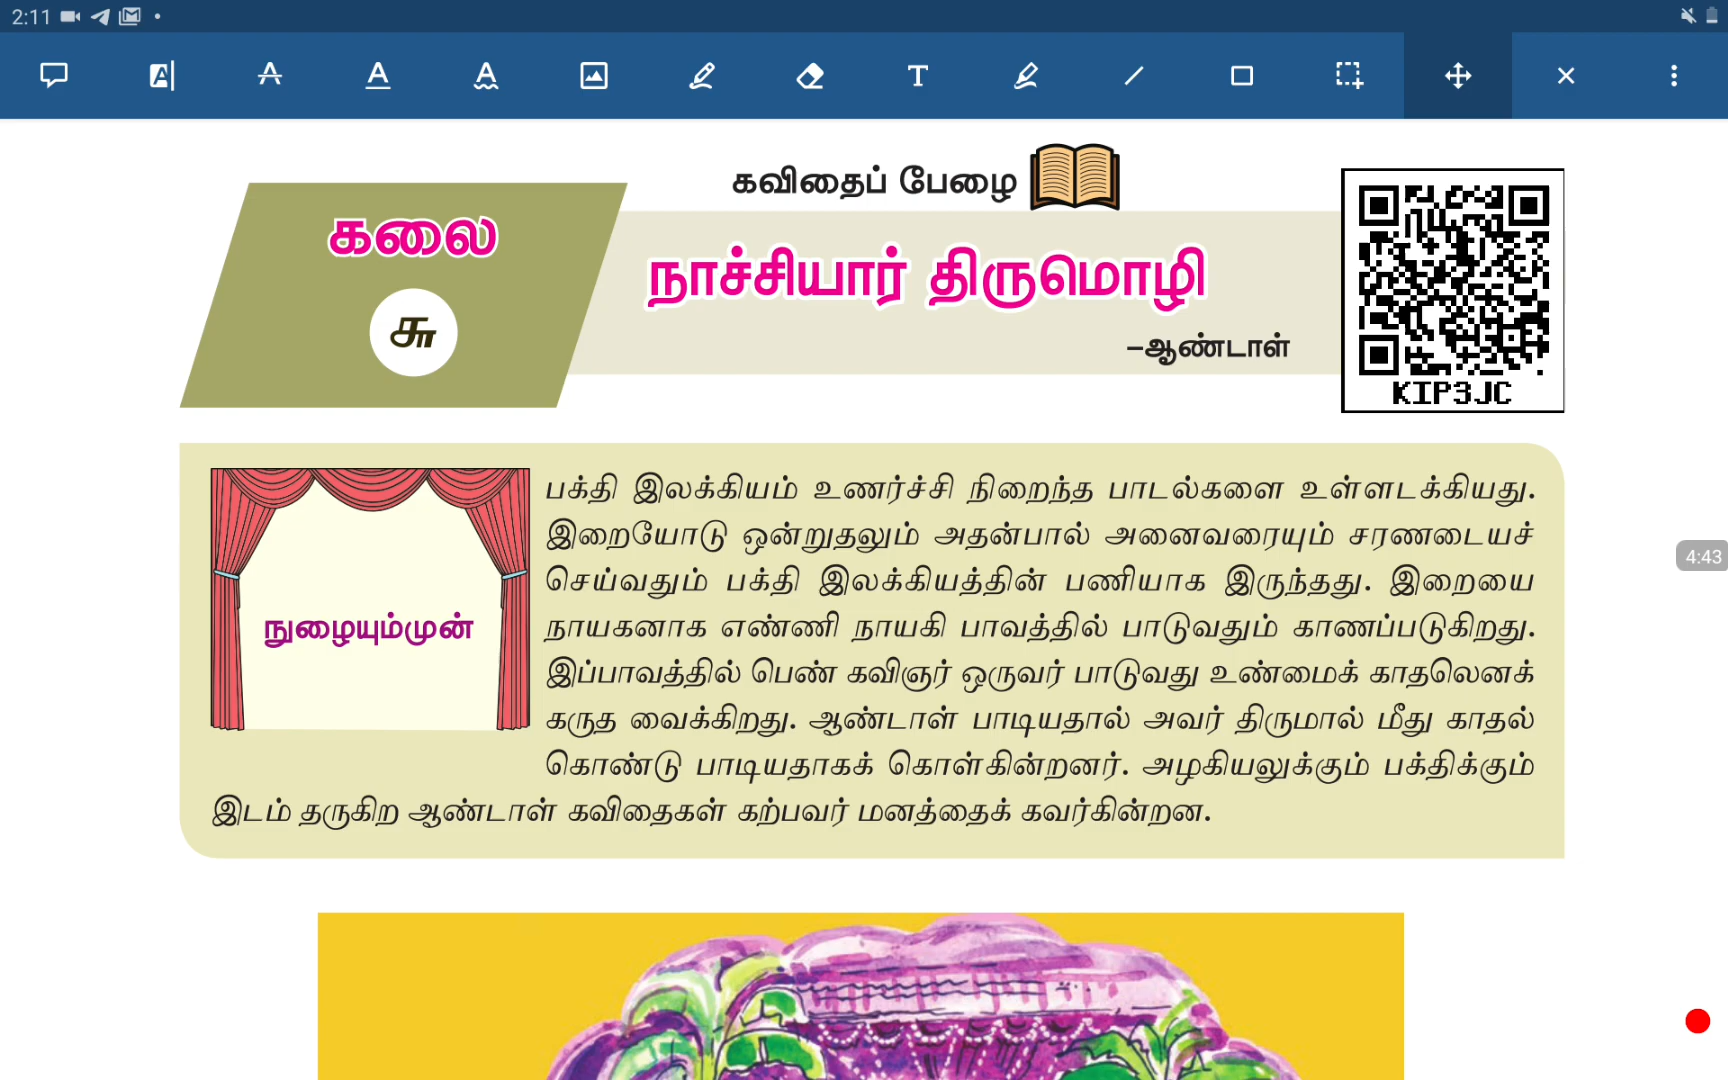 2:11
கவிதைப் பேழை
கலை
நாச்சியார் திருமொழி
௬
–ஆண்டாள்
KIP3JC
பக்தி இலக்கியம் உணர்ச்சி நிறைந்த பாடல்களை உள்ளடக்கியது.
இறையோடு ஒன்றுதலும் அதன்பால் அனைவரையும் சரணடையச்
செய்வதும் பக்தி இலக்கியத்தின் பணியாக இருந்தது. இறையை
நுழையும்முன்
நாயகனாக எண்ணி நாயகி பாவத்தில் பாடுவதும் காணப்படுகிறது.
இப்பாவத்தில் பெண் கவிஞர் ஒருவர் பாடுவது உண்மைக் காதலெனக்
கருத வைக்கிறது. ஆண்டாள் பாடியதால் அவர் திருமால் மீது காதல்
கொண்டு பாடியதாகக் கொள்கின்றனர். அழகியலுக்கும் பக்திக்கும்
இடம் தருகிற ஆண்டாள் கவிதைகள் கற்பவர் மனத்தைக் கவர்கின்றன.
4:43